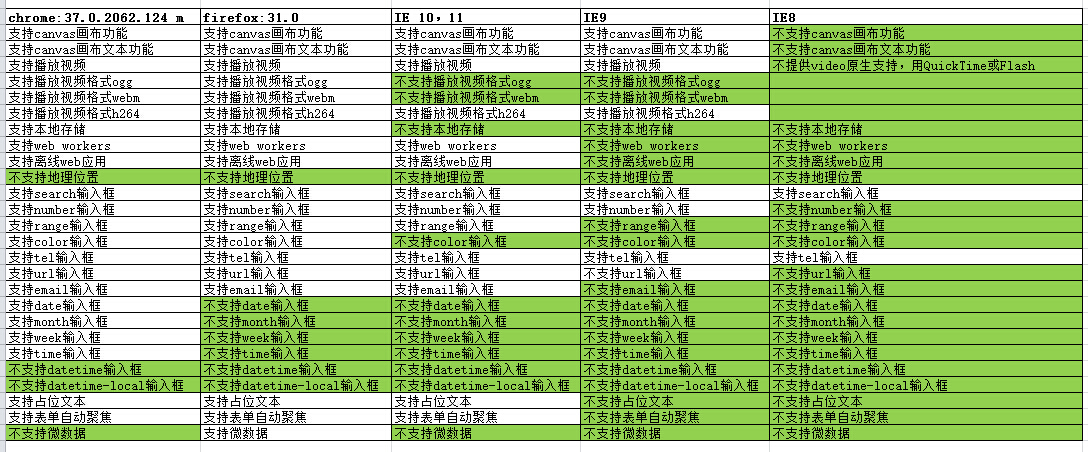 chrome:37.0.2062.124 m firefox:31.0 IE 10，11 IE9 IE8
支持canvas画布功能 支持canvas画布功能 支持canvas画布功能 支持canvas画布功能 不支持canvas画布功能
支持canvas画布文本功能 支持canvas画布文本功能 支持canvas画布文本功能 支持canvas画布文本功能 不支持canvas画布文本功能
支持播放视频 支持播放视频 支持播放视频 支持播放视频 不提供video原生支持，用QuickTime或Flash
支持播放视频格式ogg 支持播放视频格式ogg 不支持播放视频格式ogg 不支持播放视频格式ogg
支持播放视频格式webm 支持播放视频格式webm 不支持播放视频格式webm 不支持播放视频格式webm
支持播放视频格式h264 支持播放视频格式h264 支持播放视频格式h264 支持播放视频格式h264
支持本地存储 支持本地存储 不支持本地存储 不支持本地存储 不支持本地存储
支持web workers 支持web workers 支持web workers 不支持web workers 不支持web workers
支持离线web应用 支持离线web应用 支持离线web应用 不支持离线web应用 不支持离线web应用
不支持地理位置 不支持地理位置 不支持地理位置 不支持地理位置 不支持地理位置
支持search输入框 支持search输入框 支持search输入框 支持search输入框 支持search输入框
支持number输入框 支持number输入框 支持number输入框 支持number输入框 不支持number输入框
支持range输入框 支持range输入框 支持range输入框 不支持range输入框 不支持range输入框
支持color输入框 支持color输入框 不支持color输入框 不支持color输入框 不支持color输入框
支持tel输入框 支持tel输入框 支持tel输入框 支持tel输入框 支持tel输入框
支持url输入框 支持url输入框 支持url输入框 不支持url输入框 不支持url输入框
支持email输入框 支持email输入框 支持email输入框 不支持email输入框 不支持email输入框
支持date输入框 不支持date输入框 不支持date输入框 不支持date输入框 不支持date输入框
支持month输入框 不支持month输入框 不支持month输入框 不支持month输入框 不支持month输入框
支持week输入框 不支持week输入框 不支持week输入框 不支持week输入框 不支持week输入框
支持time输入框 不支持time输入框 不支持time输入框 不支持time输入框 不支持time输入框
不支持datetime输入框 不支持datetime输入框 不支持datetime输入框 不支持datetime输入框 不支持datetime输入框
不支持datetime-local输入框 不支持datetime-local输入框 不支持datetime-local输入框 不支持datetime-local输入框 不支持datetime-local输入框
支持占位文本 支持占位文本 支持占位文本 不支持占位文本 不支持占位文本
支持表单自动聚焦 支持表单自动聚焦 支持表单自动聚焦 不支持表单自动聚焦 不支持表单自动聚焦
不支持微数据 支持微数据 不支持微数据 不支持微数据 不支持微数据